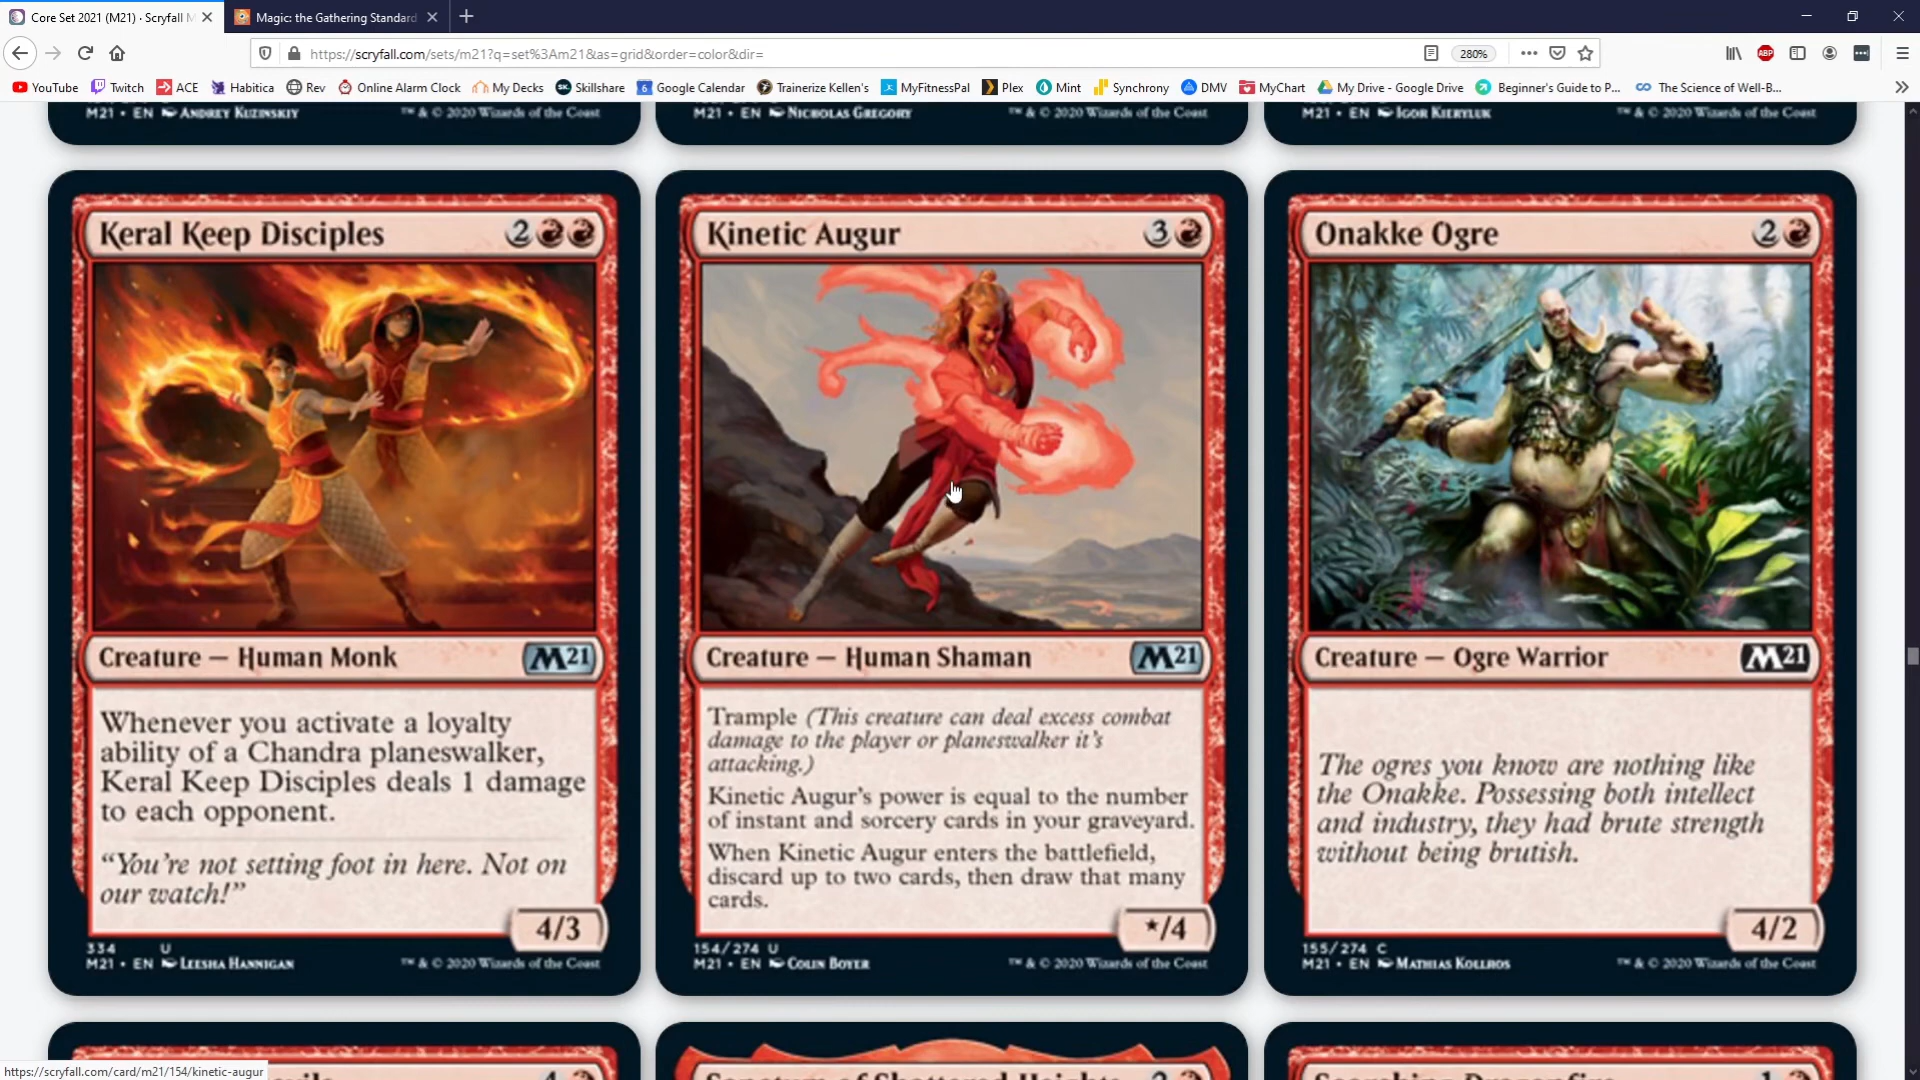 Core Set 2021 (M21) · Scryfall M
Magic: the Gathering Standard
https://scryfall.com/sets/m21?q=set%3Am21&as=grid&order=color&dir=
280%
YouTube Twitch ACE Habitica Rev Online Alarm Clock My Decks Skillshare Google Calendar Trainerize Kellen's MyFitnessPal Plex Mint Synchrony DMV MyChart My Drive - Google Drive Beginner's Guide to P... The Science of Well-B...
M21 • EN ANDREY KUZINSKIY ™ & © 2020 Wizards of the Coast
M21 • EN NICHOLAS GREGORY ™ & © 2020 Wizards of the Coast
M21 • EN IGOR KIERYLUK ™ & © 2020 Wizards of the Coast
Keral Keep Disciples 2
Creature — Human Monk M21
Whenever you activate a loyalty
ability of a Chandra planeswalker,
Keral Keep Disciples deals 1 damage
to each opponent.
“You’re not setting foot in here. Not on
our watch!”
4/3
334 U
M21 • EN LEESHA HANNIGAN ™ & © 2020 Wizards of the Coast
Kinetic Augur 3
Creature — Human Shaman M21
Trample (This creature can deal excess combat
damage to the player or planeswalker it’s
attacking.)
Kinetic Augur’s power is equal to the number
of instant and sorcery cards in your graveyard.
When Kinetic Augur enters the battlefield,
discard up to two cards, then draw that many
cards.
★/4
154/274 U
M21 • EN COLIN BOYER ™ & © 2020 Wizards of the Coast
Onakke Ogre 2
Creature — Ogre Warrior M21
The ogres you know are nothing like
the Onakke. Possessing both intellect
and industry, they had brute strength
without being brutish.
4/2
155/274 C
M21 • EN MATHIAS KOLLROS ™ & © 2020 Wizards of the Coast
Sanctum of Shattered Heights 2
Scorching Dragonfire 1
https://scryfall.com/card/m21/154/kinetic-augur